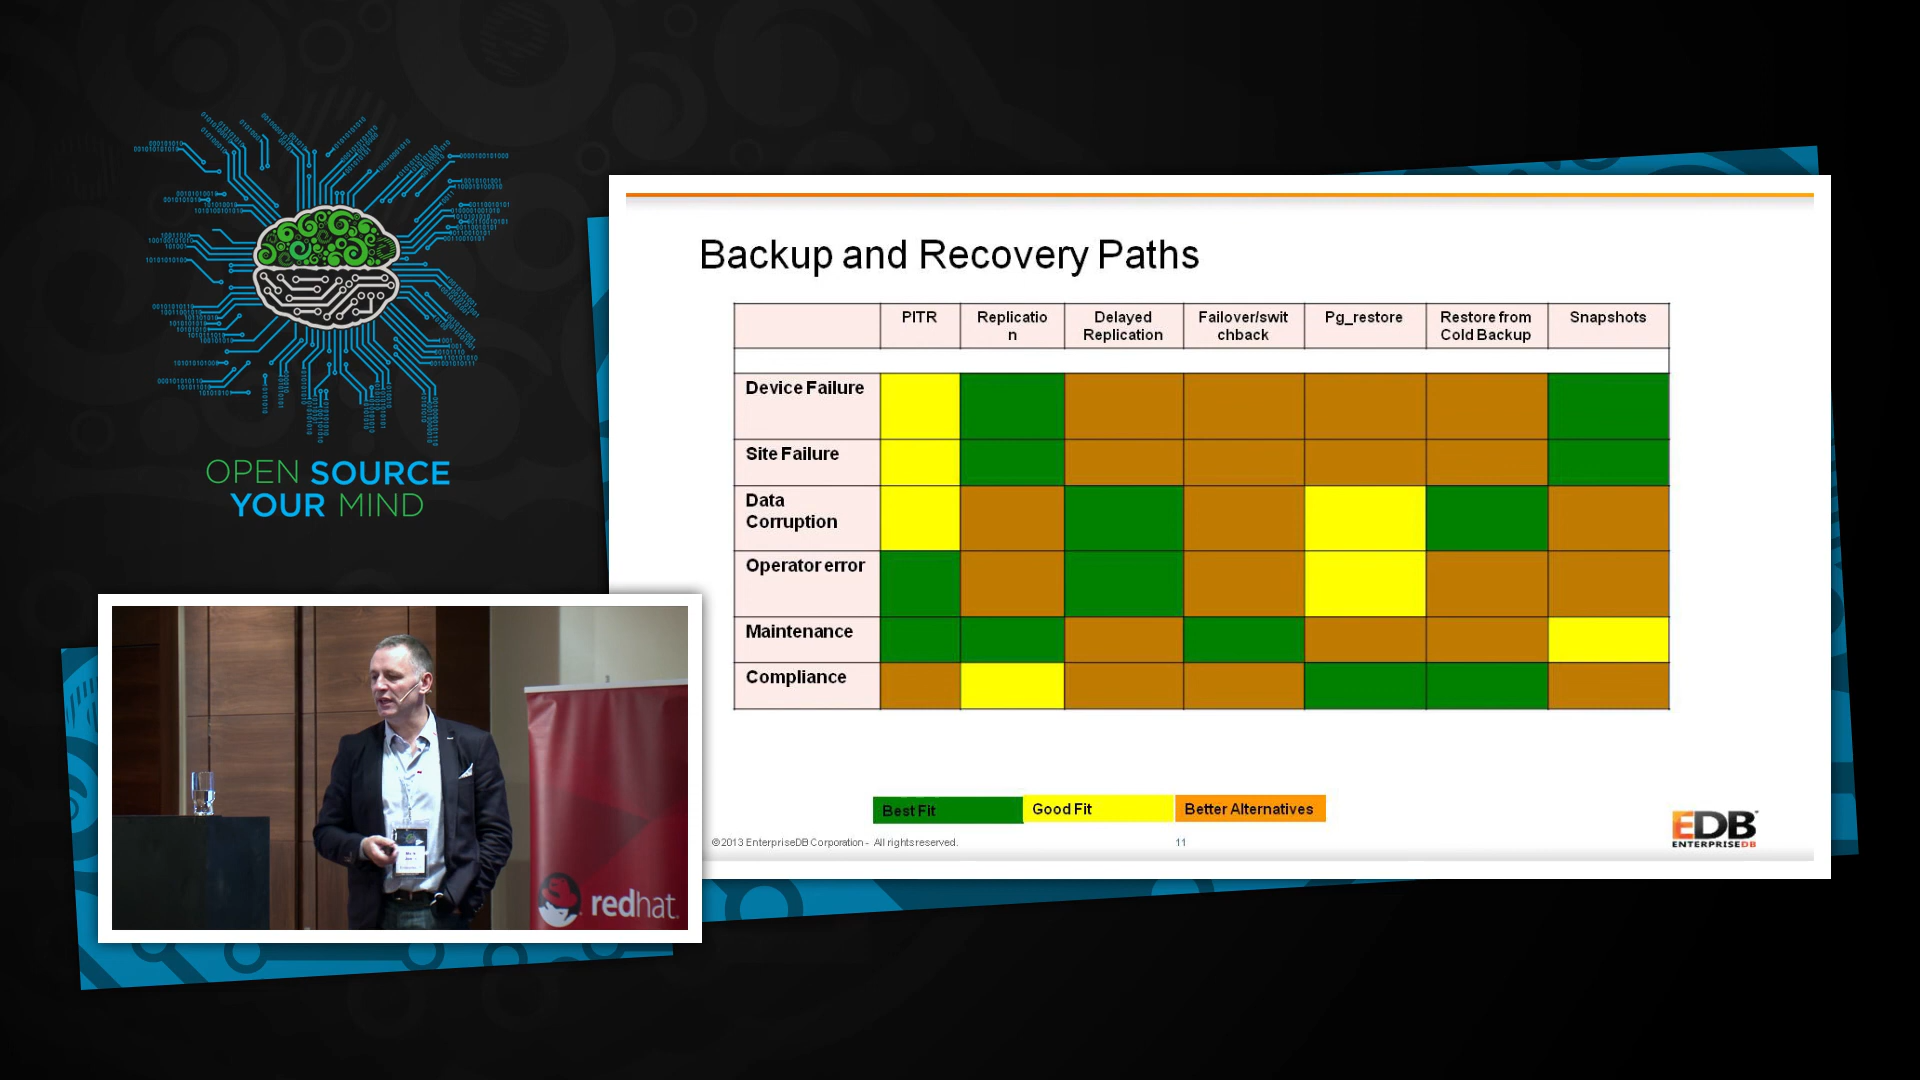 OPEN SOURCE
YOUR MIND
Backup and Recovery Paths
PITR
Replicatio
n
Delayed
Replication
Failover/swit
chback
Pg_restore
Restore from
Cold Backup
Snapshots
Device Failure
Site Failure
Data
Corruption
Operator error
Maintenance
Compliance
Best Fit
Good Fit
Better Alternatives
©2013 EnterpriseDB Corporation - All rights reserved.
11
EDB
ENTERPRISEDB
redhat.